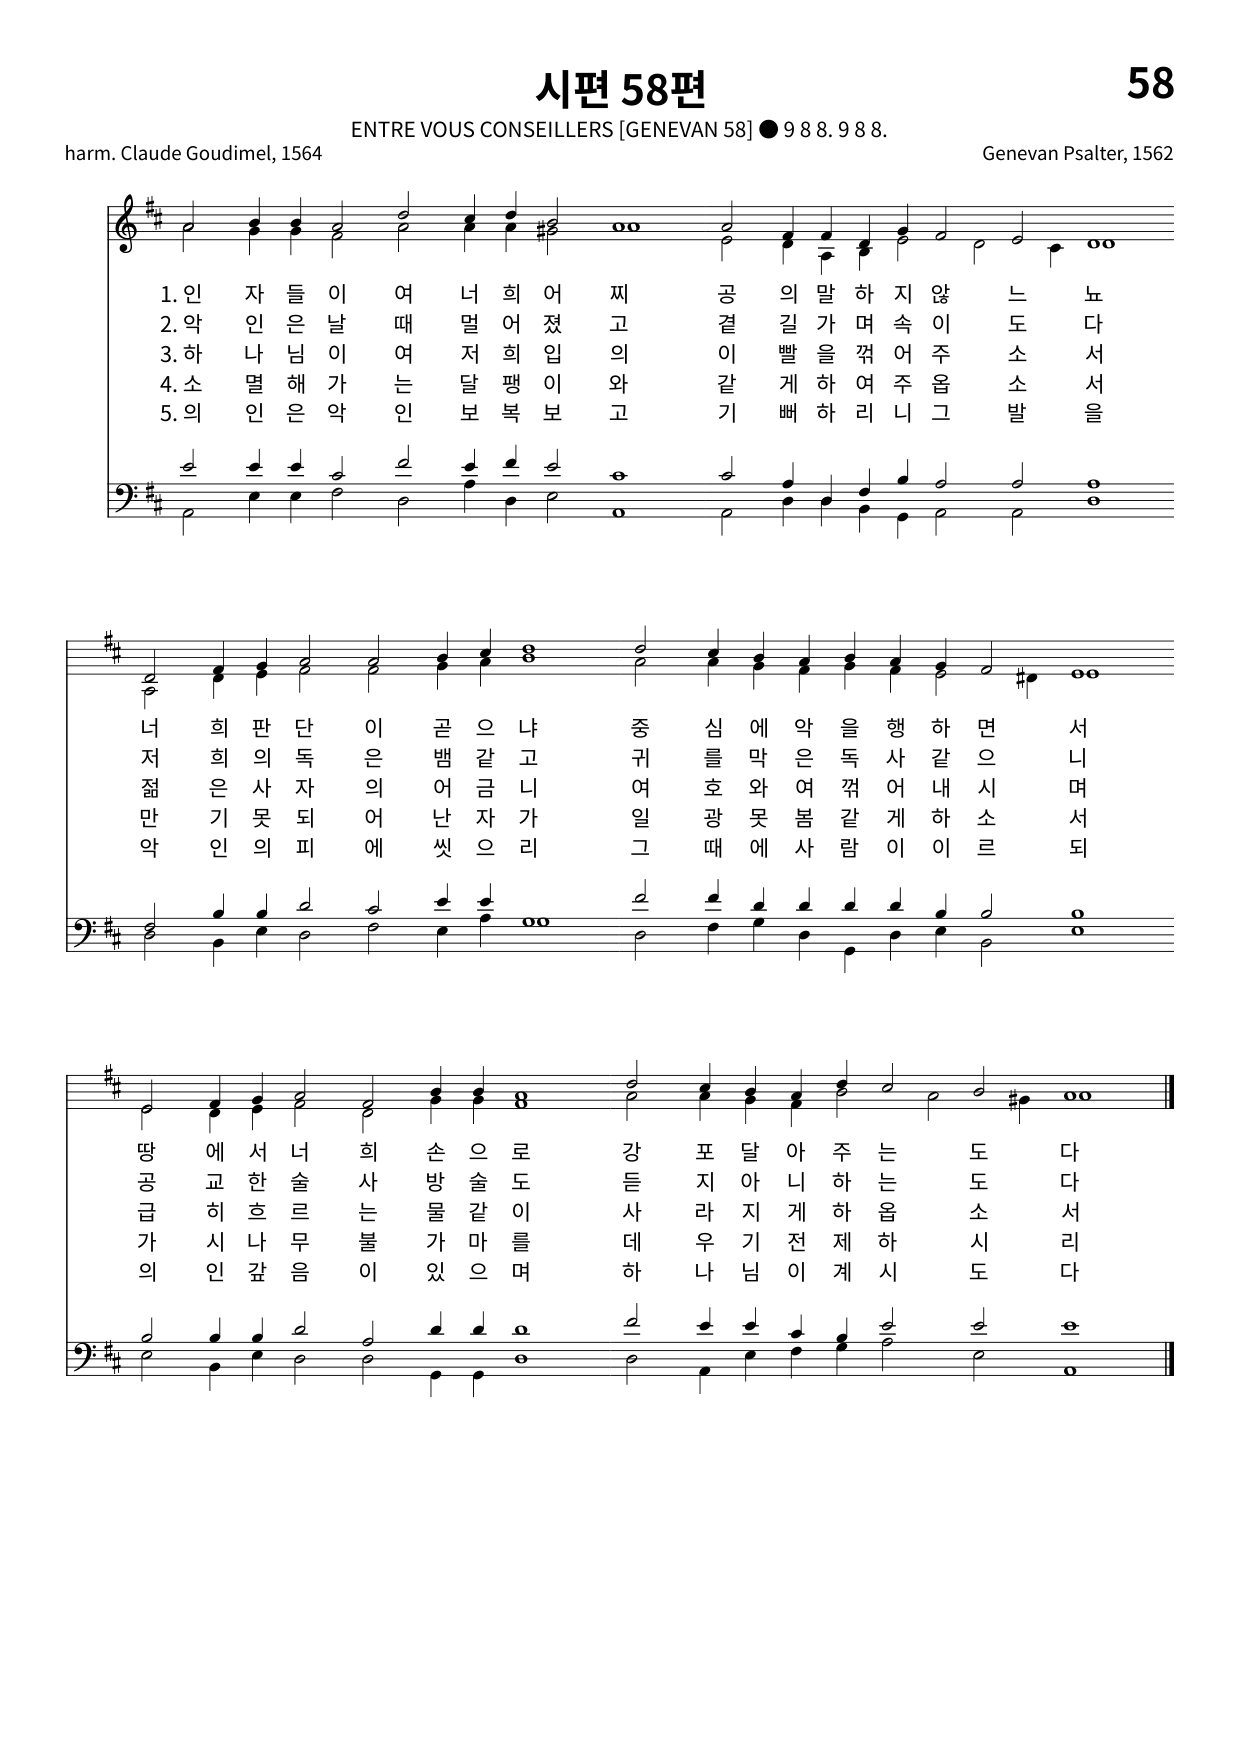 58
시편 58편
ENTRE VOUS CONSEILLERS [GENEVAN 58] ● 9 8 8. 9 8 8.
harm. Claude Goudimel, 1564 Genevan Psalter, 1562
1. 인 자 들 이 여 너 희 어 찌 공 의 말 하 지 않 느 뇨
2. 악 인 은 날 때 멀 어 졌 고 곁 길 가 며 속 이 도 다
3. 하 나 님 이 여 저 희 입 의 이 빨 을 꺾 어 주 소 서
4. 소 멸 해 가 는 달 팽 이 와 같 게 하 여 주 옵 소 서
5. 의 인 은 악 인 보 복 보 고 기 뻐 하 리 니 그 발 을
너 희 판 단 이 곧 으 냐 중 심 에 악 을 행 하 면 서
저 희 의 독 은 뱀 같 고 귀 를 막 은 독 사 같 으 니
젊 은 사 자 의 어 금 니 여 호 와 여 꺾 어 내 시 며
만 기 못 되 어 난 자 가 일 광 못 봄 같 게 하 소 서
악 인 의 피 에 씻 으 리 그 때 에 사 람 이 이 르 되
땅 에 서 너 희 손 으 로 강 포 달 아 주 는 도 다
공 교 한 술 사 방 술 도 듣 지 아 니 하 는 도 다
급 히 흐 르 는 물 같 이 사 라 지 게 하 옵 소 서
가 시 나 무 불 가 마 를 데 우 기 전 제 하 시 리
의 인 갚 음 이 있 으 며 하 나 님 이 계 시 도 다